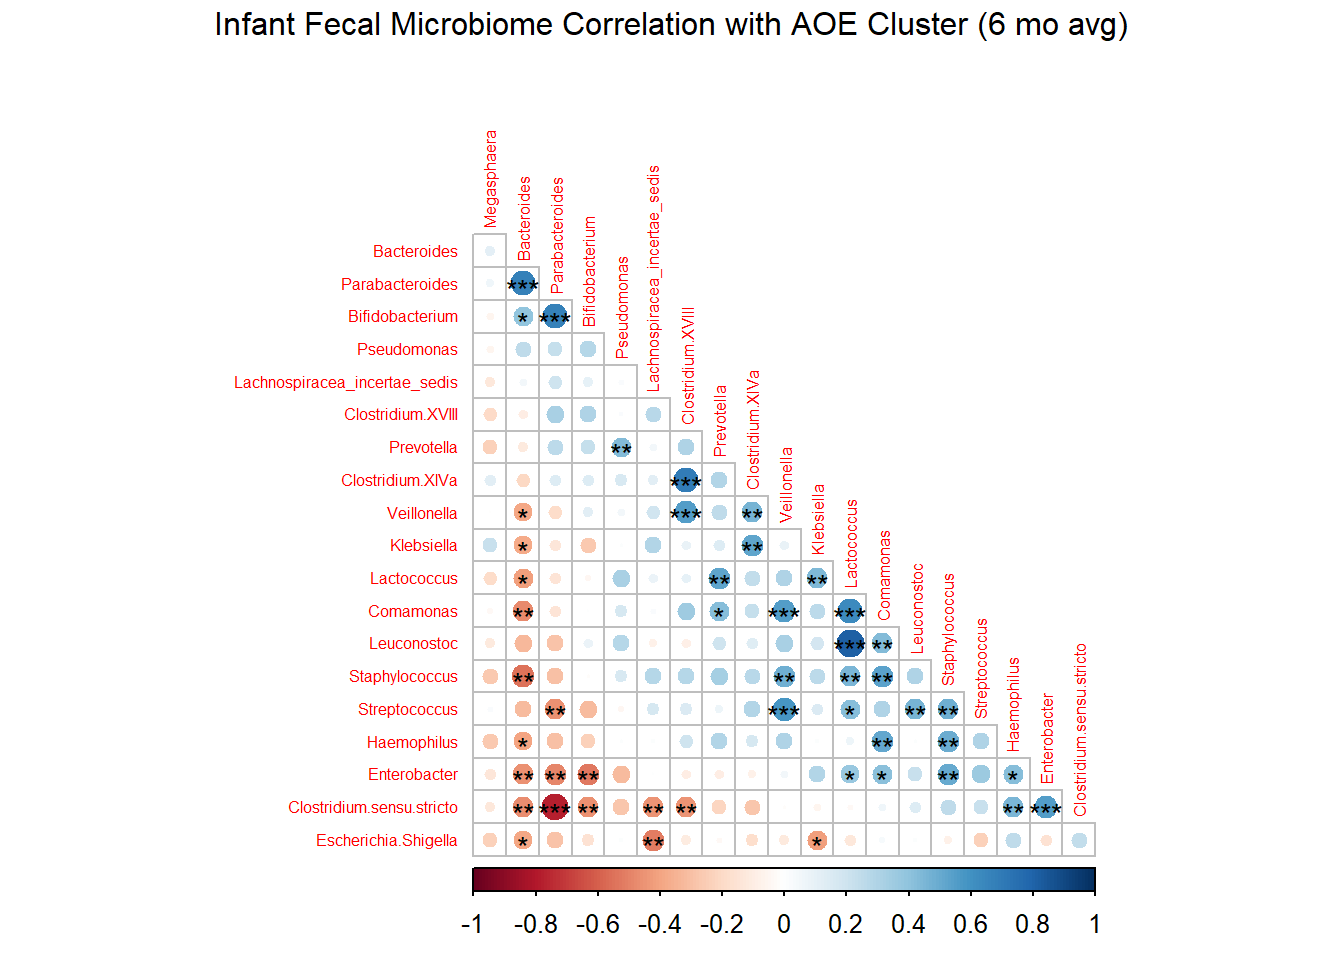 Infant Fecal Microbiome Correlation with AOE Cluster (6 mo avg)
Megasphaera
Bacteroides
Parabacteroides
Bifidobacterium
Pseudomonas
Lachnospiracea_incertae_sedis
Clostridium.XVIII
Prevotella
Clostridium.XIVa
Veillonella
Klebsiella
Lactococcus
Comamonas
Leuconostoc
Staphylococcus
Streptococcus
Haemophilus
Enterobacter
Clostridium.sensu.stricto
Bacteroides
Parabacteroides ***
Bifidobacterium * ***
Pseudomonas
Lachnospiracea_incertae_sedis
Clostridium.XVIII
Prevotella **
Clostridium.XIVa ***
Veillonella * *** **
Klebsiella * **
Lactococcus * ** **
Comamonas ** * *** ***
Leuconostoc *** **
Staphylococcus ** ** ** **
Streptococcus ** *** * ** **
Haemophilus * ** **
Enterobacter ** ** ** * * ** *
Clostridium.sensu.stricto ** *** ** ** ** ** ***
Escherichia.Shigella * ** *
-1 -0.8 -0.6 -0.4 -0.2 0 0.2 0.4 0.6 0.8 1